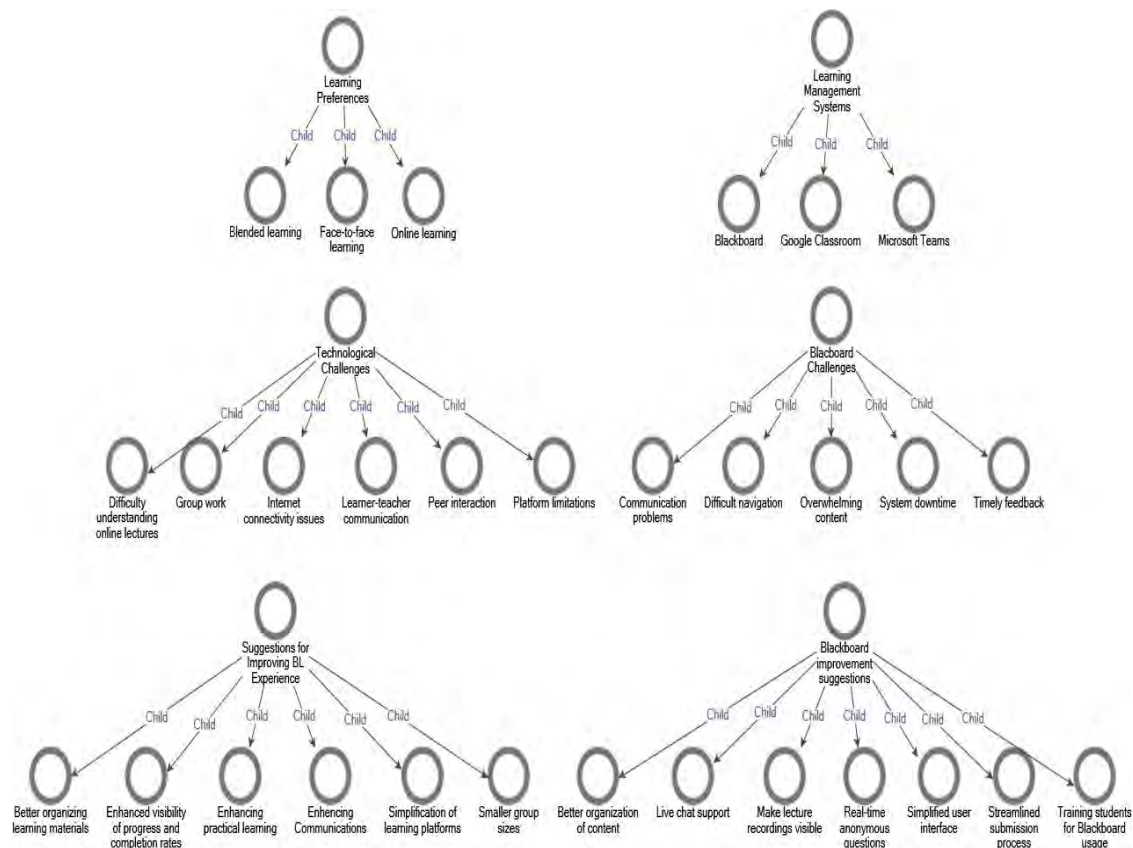 Learning
Preferences
Child
Child
Child
Blended learning
Face-to-face
learning
Online learning
Learning
Management
Systems
Child
Child
Child
Blackboard
Google Classroom
Microsoft Teams
Technological
Challenges
Child
Child
Child
Child
Child
Child
Difficulty
understanding
online lectures
Group work
Internet
connectivity issues
Learner-teacher
communication
Peer interaction
Platform limitations
Blacboard
Challenges
Child
Child
Child
Child
Child
Communication
problems
Difficult navigation
Overwhelming
content
System downtime
Timely feedback
Suggestions for
Improving BL
Experience
Child
Child
Child
Child
Child
Child
Better organizing
learning materials
Enhanced visibility
of progress and
completion rates
Enhancing
practical learning
Enhancing
Communications
Simplification of
learning platforms
Smaller group
sizes
Blackboard
improvement
suggestions
Child
Child
Child
Child
Child
Child
Child
Better organization
of content
Live chat support
Make lecture
recordings visible
Real-time
anonymous
questions
Simplified user
interface
Streamlined
submission
process
Training students
for Blackboard
usage